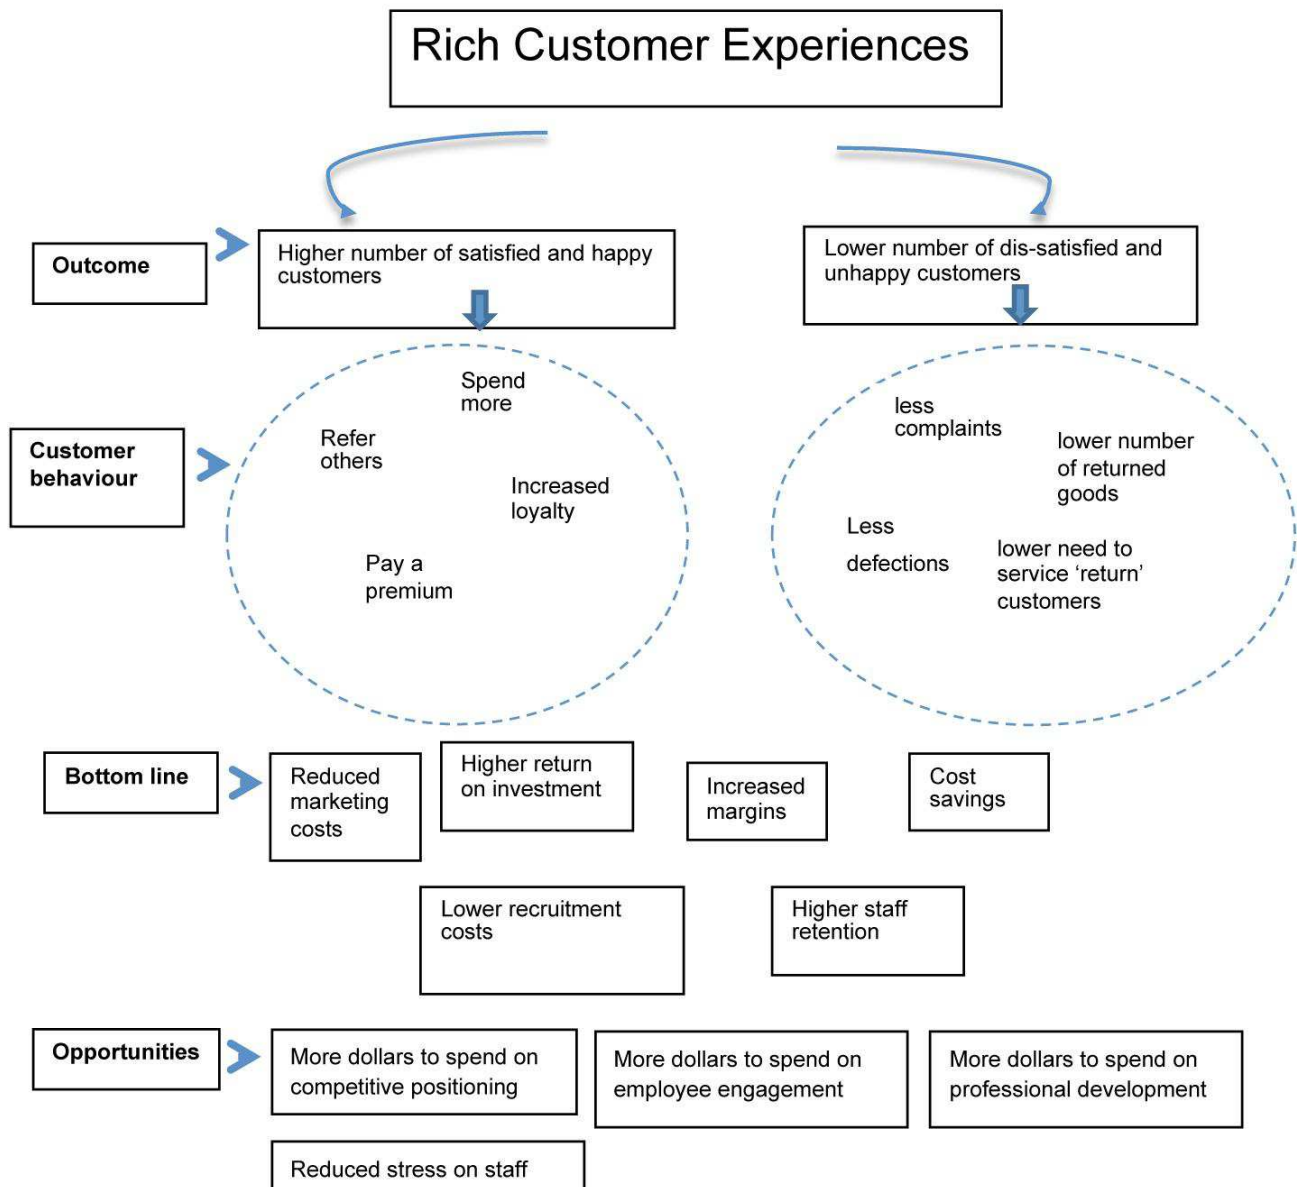 Rich Customer Experiences
Outcome
Higher number of satisfied and happy
customers
Lower number of dis-satisfied and
unhappy customers
Customer
behaviour
Spend
more
Refer
others
Increased
loyalty
Pay a
premium
less
complaints
lower number
of returned
goods
Less
defections
lower need to
service ‘return’
customers
Bottom line
Reduced
marketing
costs
Higher return
on investment
Increased
margins
Cost
savings
Lower recruitment
costs
Higher staff
retention
Opportunities
More dollars to spend on
competitive positioning
More dollars to spend on
employee engagement
More dollars to spend on
professional development
Reduced stress on staff